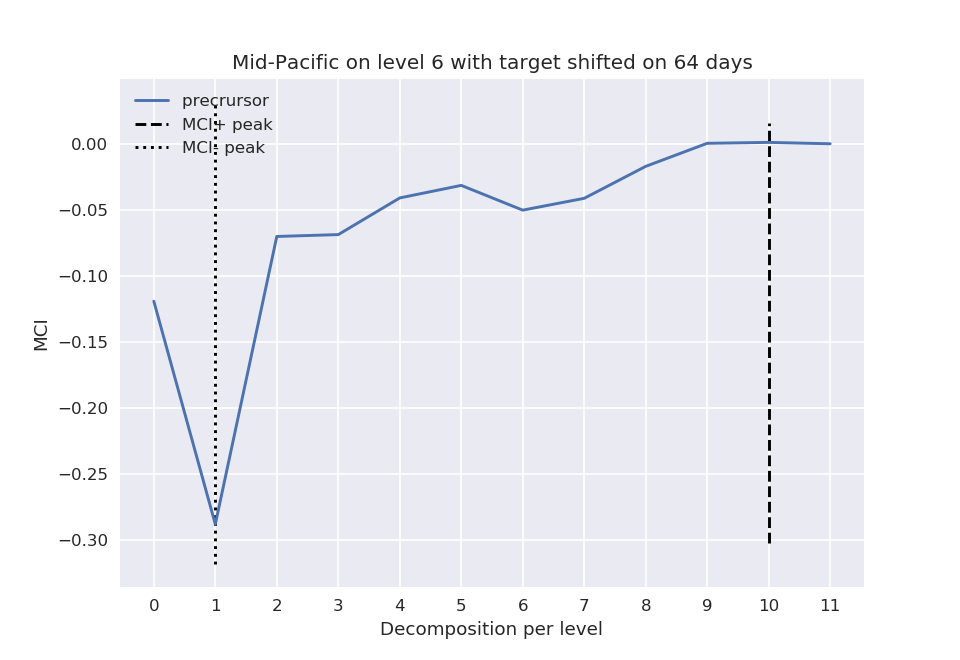 Mid-Pacific on level 6 with target shifted on 64 days
precrursor
MCI+ peak
MCI- peak
0.00
−0.05
−0.10
−0.15
−0.20
−0.25
−0.30
MCI
0 1 2 3 4 5 6 7 8 9 10 11
Decomposition per level